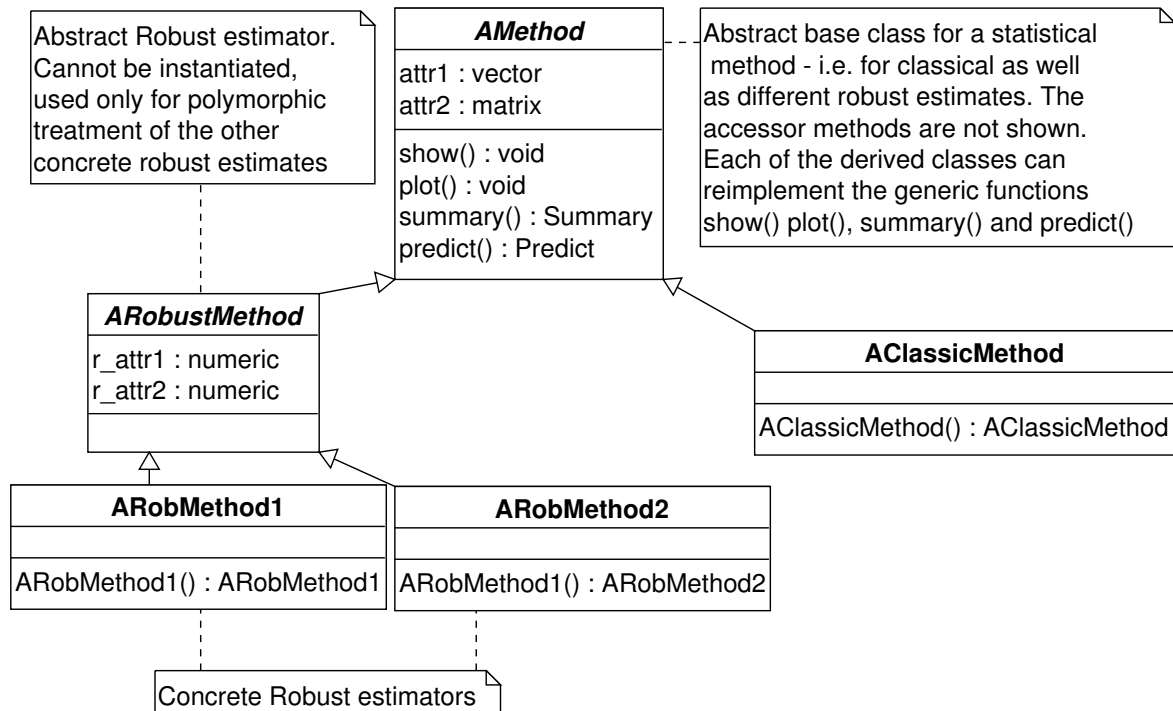 Abstract Robust estimator.
Cannot be instantiated,
used only for polymorphic
treatment of the other
concrete robust estimates
AMethod
attr1 : vector
attr2 : matrix
show() : void
plot() : void
summary() : Summary
predict() : Predict
Abstract base class for a statistical
method - i.e. for classical as well
as different robust estimates. The
accessor methods are not shown.
Each of the derived classes can
reimplement the generic functions
show() plot(), summary() and predict()
ARobustMethod
r_attr1 : numeric
r_attr2 : numeric
AClassicMethod
AClassicMethod() : AClassicMethod
ARobMethod1
ARobMethod1() : ARobMethod1
ARobMethod2
ARobMethod1() : ARobMethod2
Concrete Robust estimators